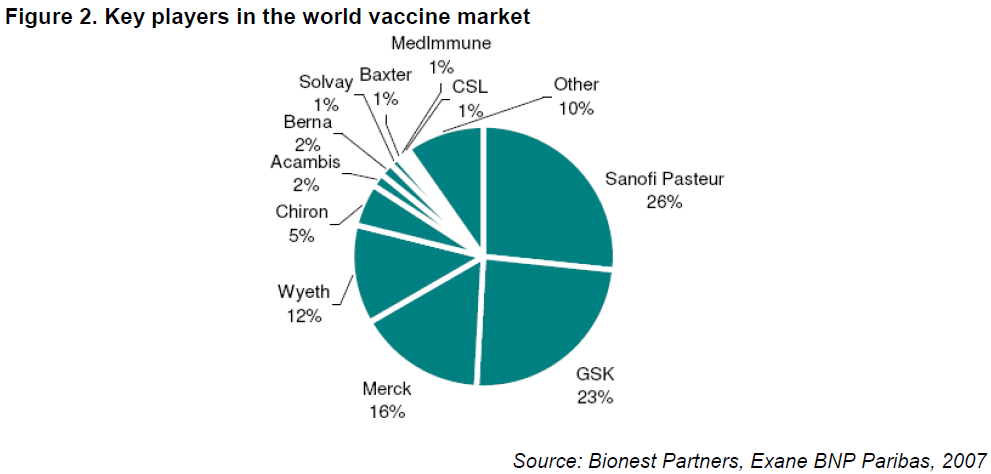 Figure 2. Key players in the world vaccine market
MedImmune
1%
Baxter
1%
Solvay
1%
CSL
1%
Other
10%
Berna
2%
Acambis
2%
Sanofi Pasteur
26%
Chiron
5%
Wyeth
12%
GSK
23%
Merck
16%
Source: Bionest Partners, Exane BNP Paribas, 2007